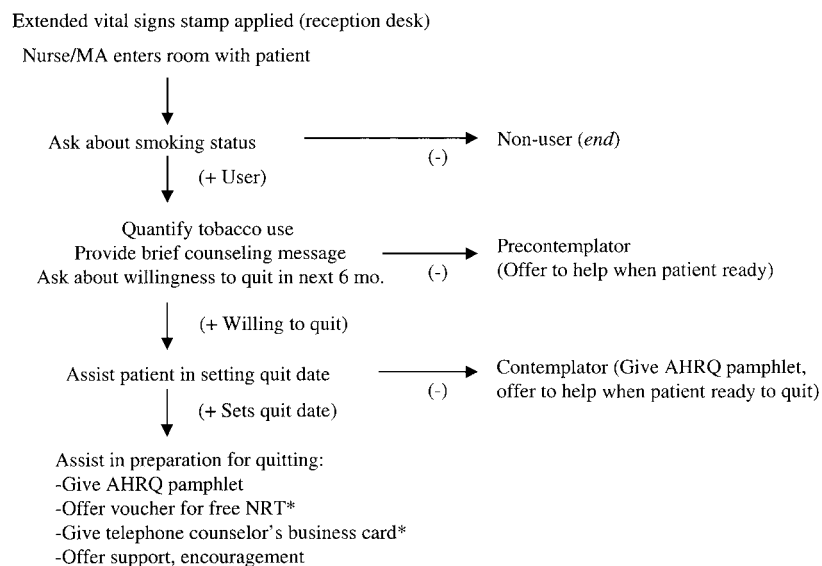 Extended vital signs stamp applied (reception desk)
Nurse/MA enters room with patient
Ask about smoking status
(-)
Non-user (end)
(+ User)
Quantify tobacco use
Provide brief counseling message
Ask about willingness to quit in next 6 mo.
(-)
Precontemplator
(Offer to help when patient ready)
(+ Willing to quit)
Assist patient in setting quit date
(-)
Contemplator (Give AHRQ pamphlet,
offer to help when patient ready to quit)
(+ Sets quit date)
Assist in preparation for quitting:
-Give AHRQ pamphlet
-Offer voucher for free NRT*
-Give telephone counselor's business card*
-Offer support, encouragement